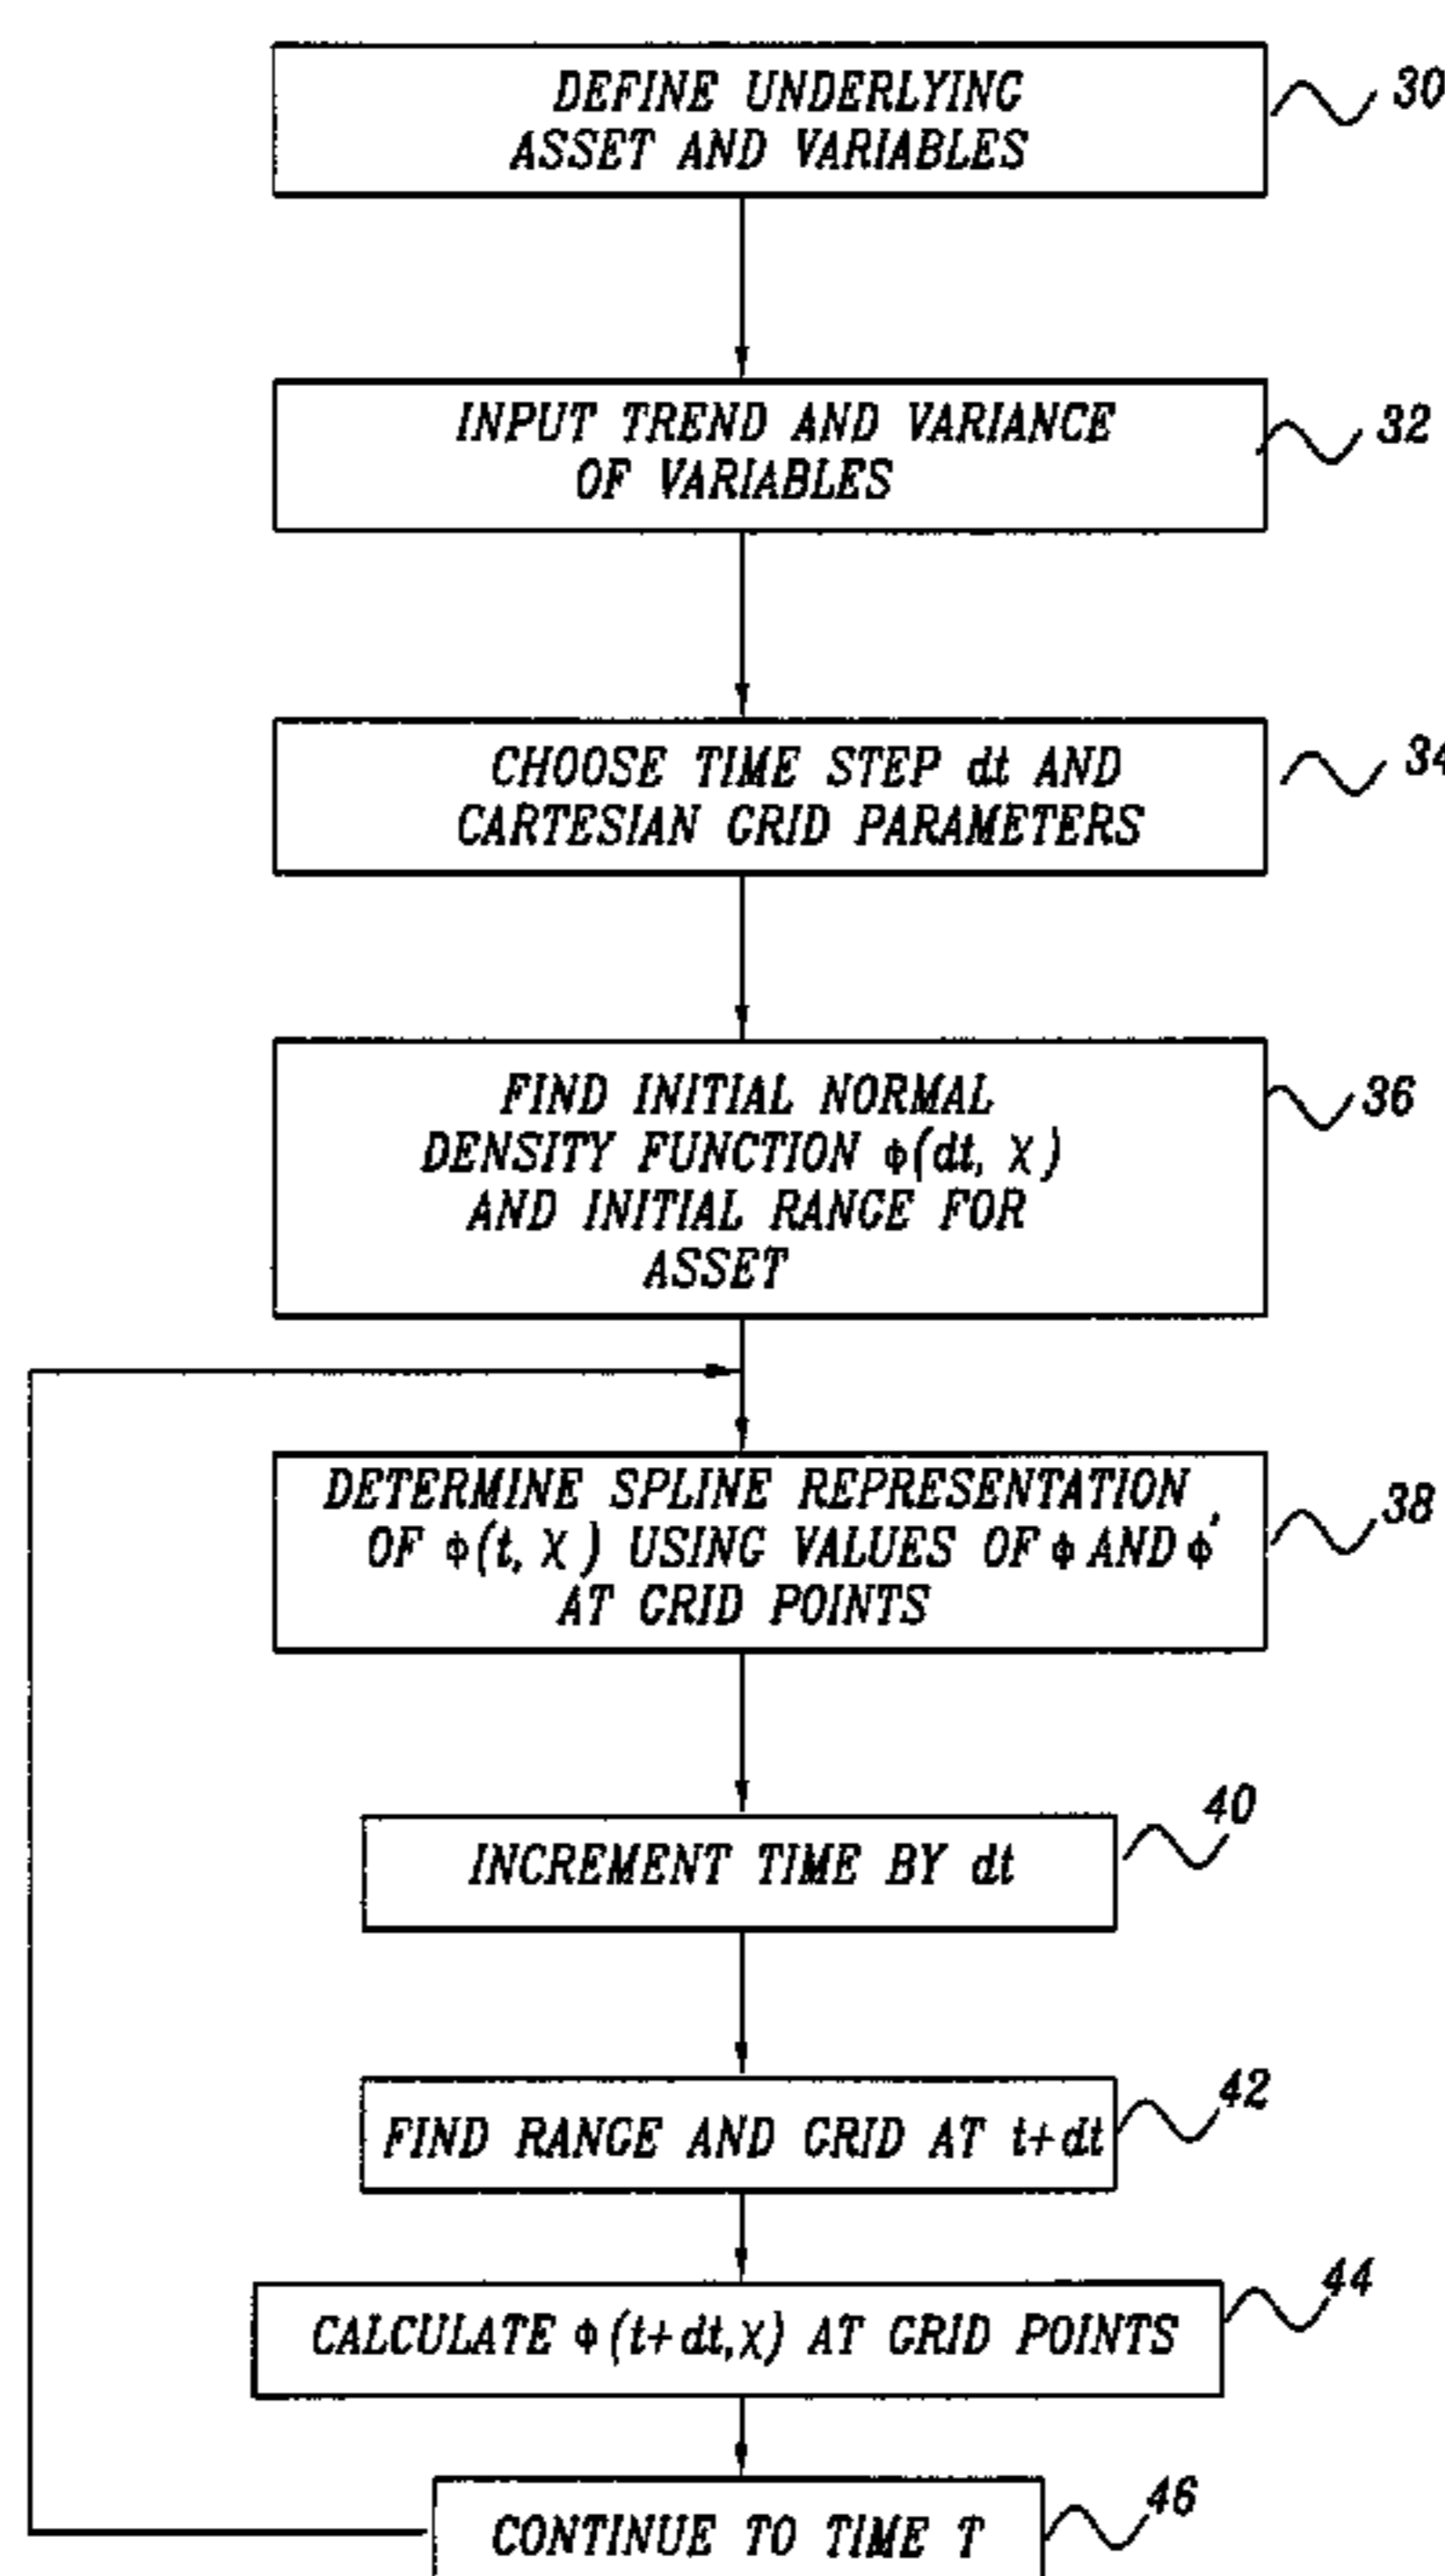 DEFINE UNDERLYING
ASSET AND VARIABLES
30
INPUT TREND AND VARIANCE
OF VARIABLES
32
CHOOSE TIME STEP dt AND
CARTESIAN GRID PARAMETERS
34
FIND INITIAL NORMAL
DENSITY FUNCTION ϕ(dt, χ)
AND INITIAL RANGE FOR
ASSET
36
DETERMINE SPLINE REPRESENTATION
OF ϕ(t, χ) USING VALUES OF ϕ AND ϕ'
AT GRID POINTS
38
INCREMENT TIME BY dt
40
FIND RANGE AND GRID AT t+dt
42
CALCULATE ϕ(t+dt,χ) AT GRID POINTS
44
CONTINUE TO TIME T
46